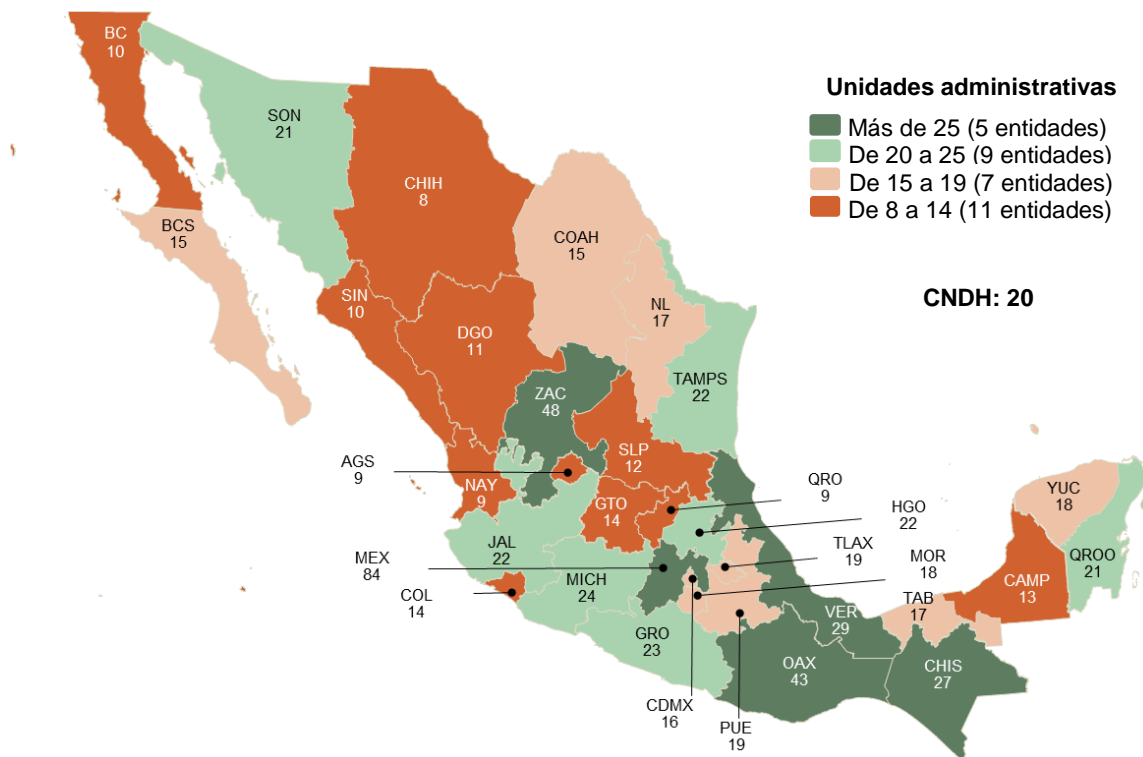 BC
10
SON
21
Unidades administrativas
Más de 25 (5 entidades)
De 20 a 25 (9 entidades)
De 15 a 19 (7 entidades)
De 8 a 14 (11 entidades)
CHIH
8
BCS
15
COAH
15
CNDH: 20
SIN
10
NL
17
DGO
11
TAMPS
22
ZAC
48
SLP
12
AGS
9
NAY
9
GTO
14
QRO
9
YUC
18
HGO
22
JAL
22
MEX
84
TLAX
19
MOR
18
QROO
21
MICH
24
CAMP
13
COL
14
TAB
17
VER
29
GRO
23
OAX
43
CHIS
27
CDMX
16
PUE
19